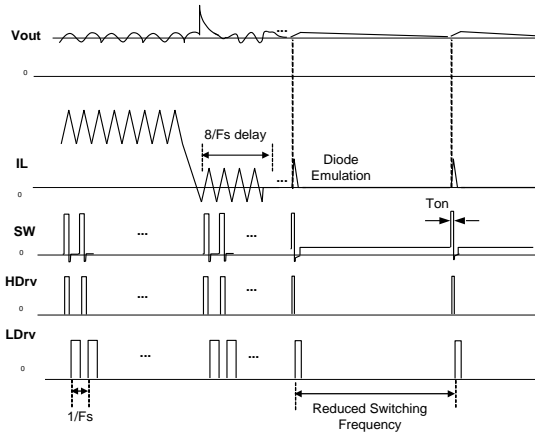 Vout
...
0
8/Fs delay
IL
...
Diode
Emulation
0
Ton
SW
...
...
0
HDrv
...
...
0
LDrv
...
...
0
1/Fs
Reduced Switching
Frequency